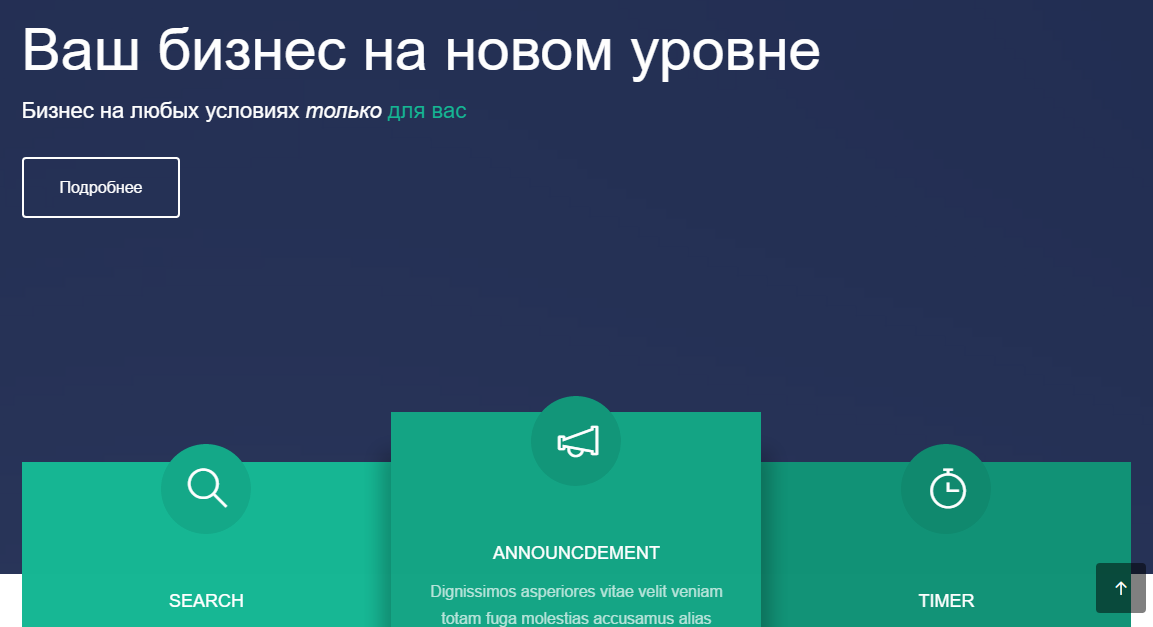 Ваш бизнес на новом уровне
Бизнес на любых условиях только для вас
Подробнее
SEARCH
ANNOUNCDEMENT
Dignissimos asperiores vitae velit veniam
totam fuga molestias accusamus alias
TIMER